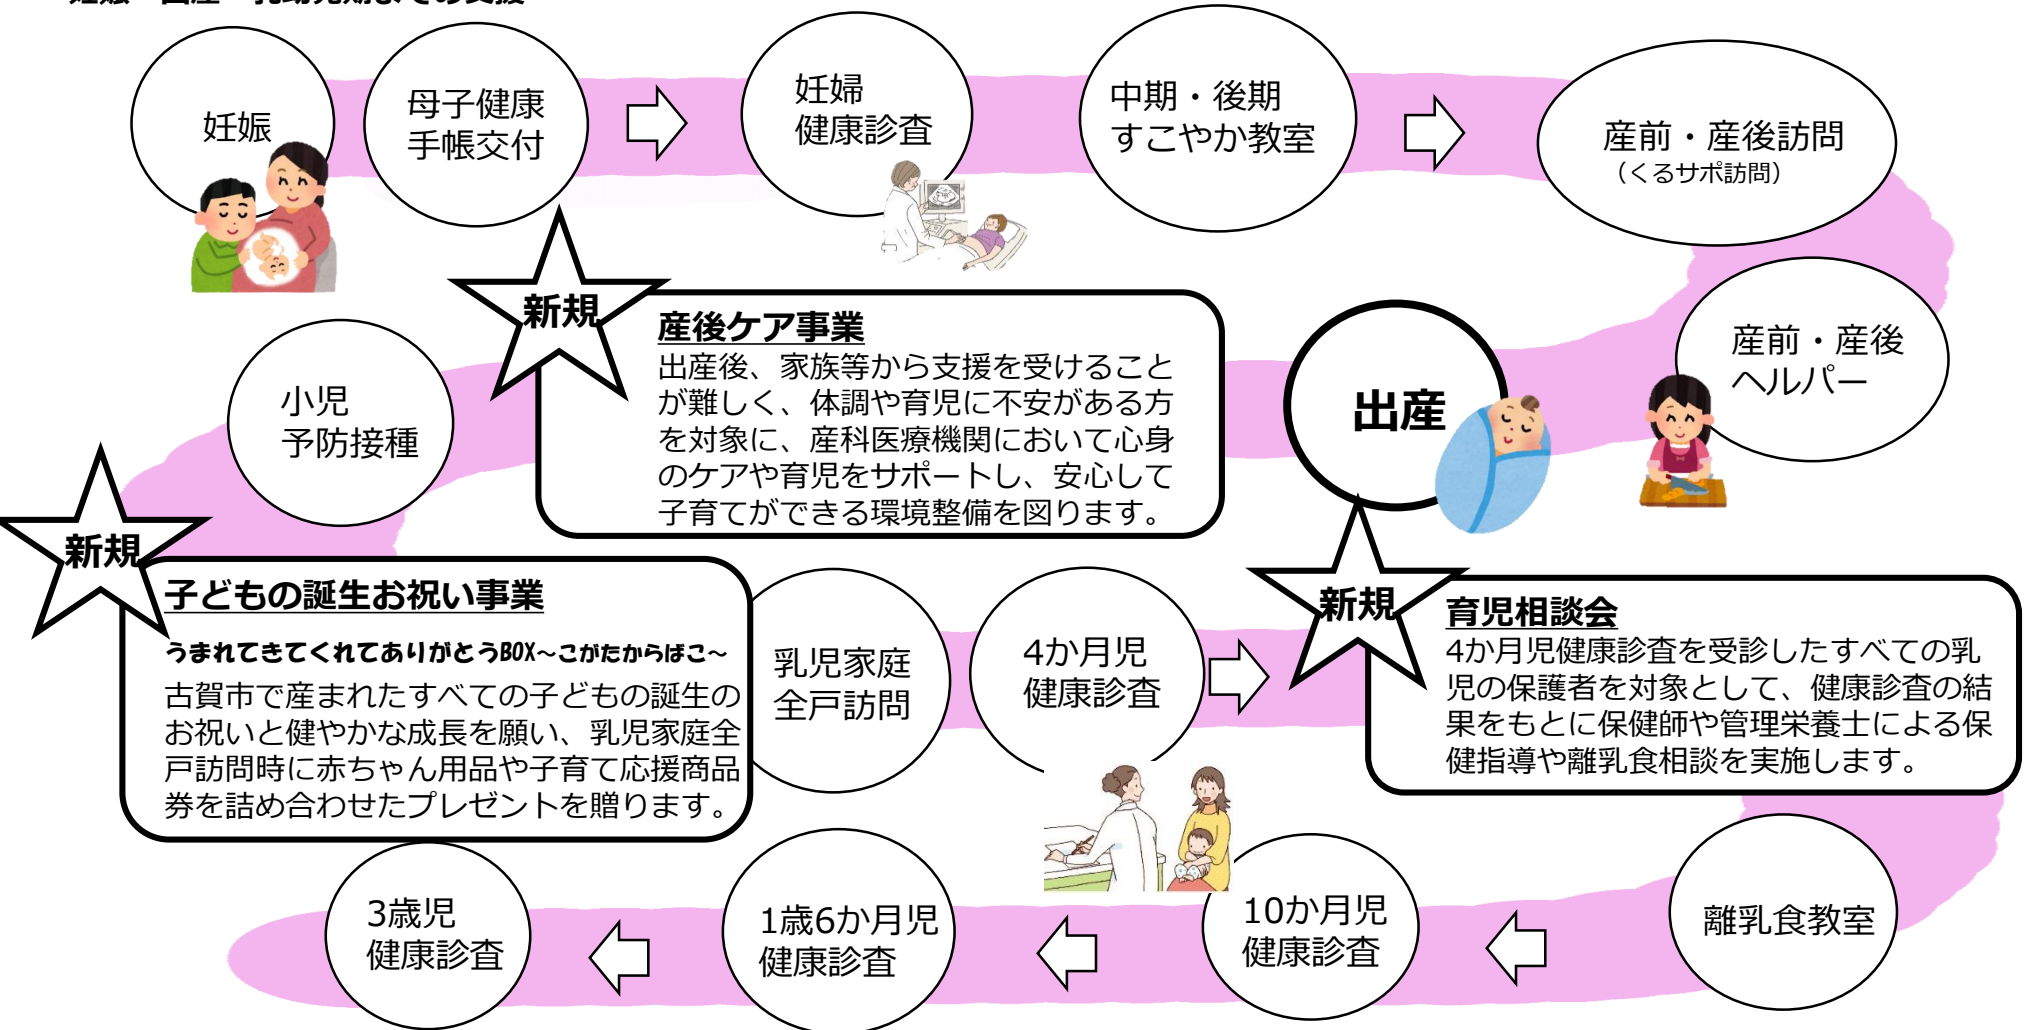 妊娠
母子健康
手帳交付
妊婦
健康診査
中期・後期
すこやか教室
産前・産後訪問
（くるサポ訪問）
産前・産後
ヘルパー
出産
新規
産後ケア事業
出産後、家族等から支援を受けること
が難しく、体調や育児に不安がある方
を対象に、産科医療機関において心身
のケアや育児をサポートし、安心して
子育てができる環境整備を図ります。
小児
予防接種
新規
子どもの誕生お祝い事業
うまれてきてくれてありがとうBOX～こがたからばこ～
古賀市で産まれたすべての子どもの誕生の
お祝いと健やかな成長を願い、乳児家庭全
戸訪問時に赤ちゃん用品や子育て応援商品
券を詰め合わせたプレゼントを贈ります。
乳児家庭
全戸訪問
4か月児
健康診査
新規
育児相談会
4か月児健康診査を受診したすべての乳
児の保護者を対象として、健康診査の結
果をもとに保健師や管理栄養士による保
健指導や離乳食相談を実施します。
離乳食教室
10か月児
健康診査
1歳6か月児
健康診査
3歳児
健康診査